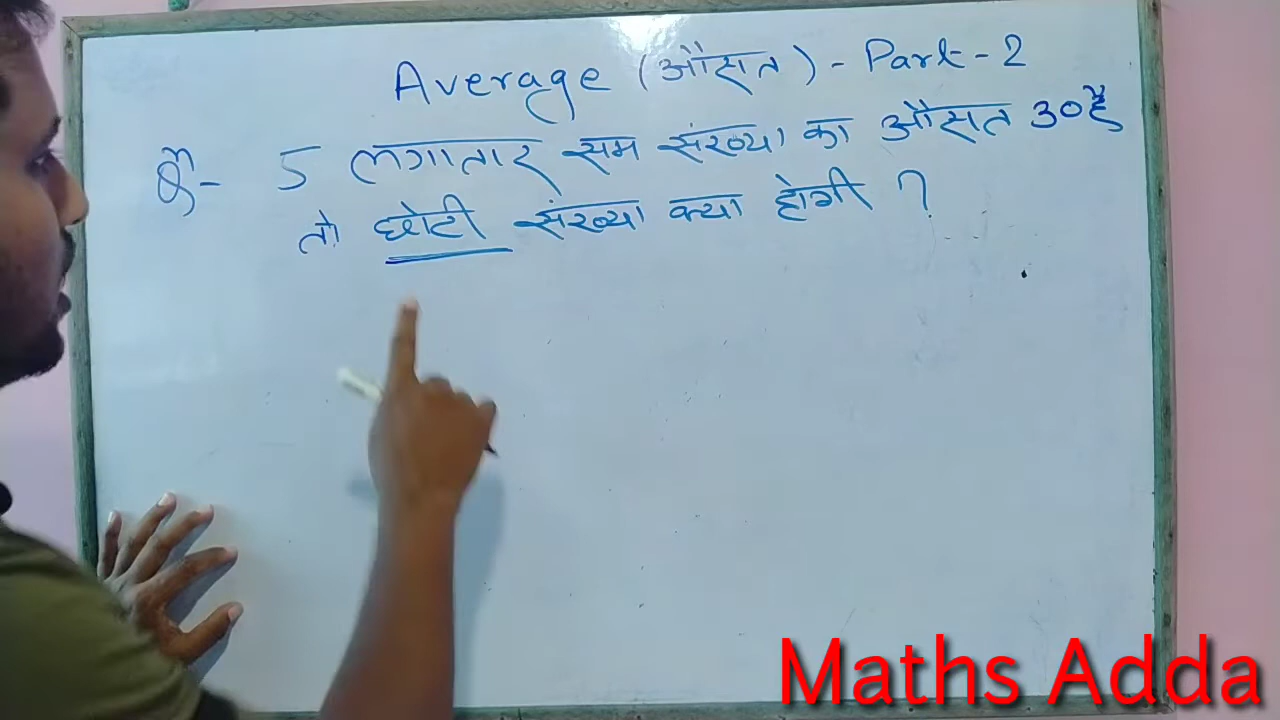 Average (औसत) - Part - 2
Q- 5 लगातार सम संख्या का औसत 30 है
तो छोटी संख्या क्या होगी ?
Maths Adda